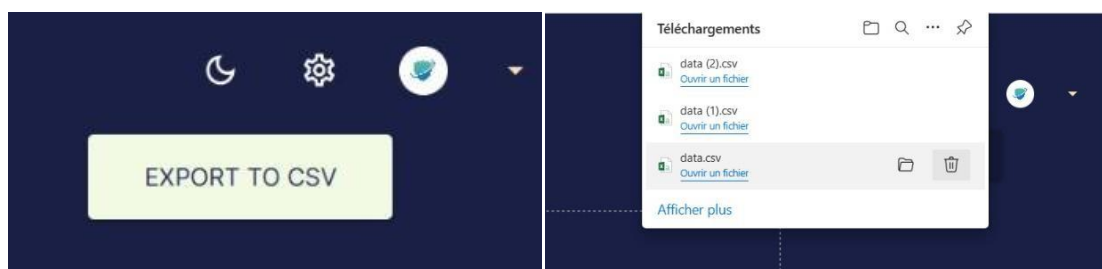 EXPORT TO CSV
Téléchargements
data (2).csv
Ouvrir un fichier
data (1).csv
Ouvrir un fichier
data.csv
Ouvrir un fichier
Afficher plus